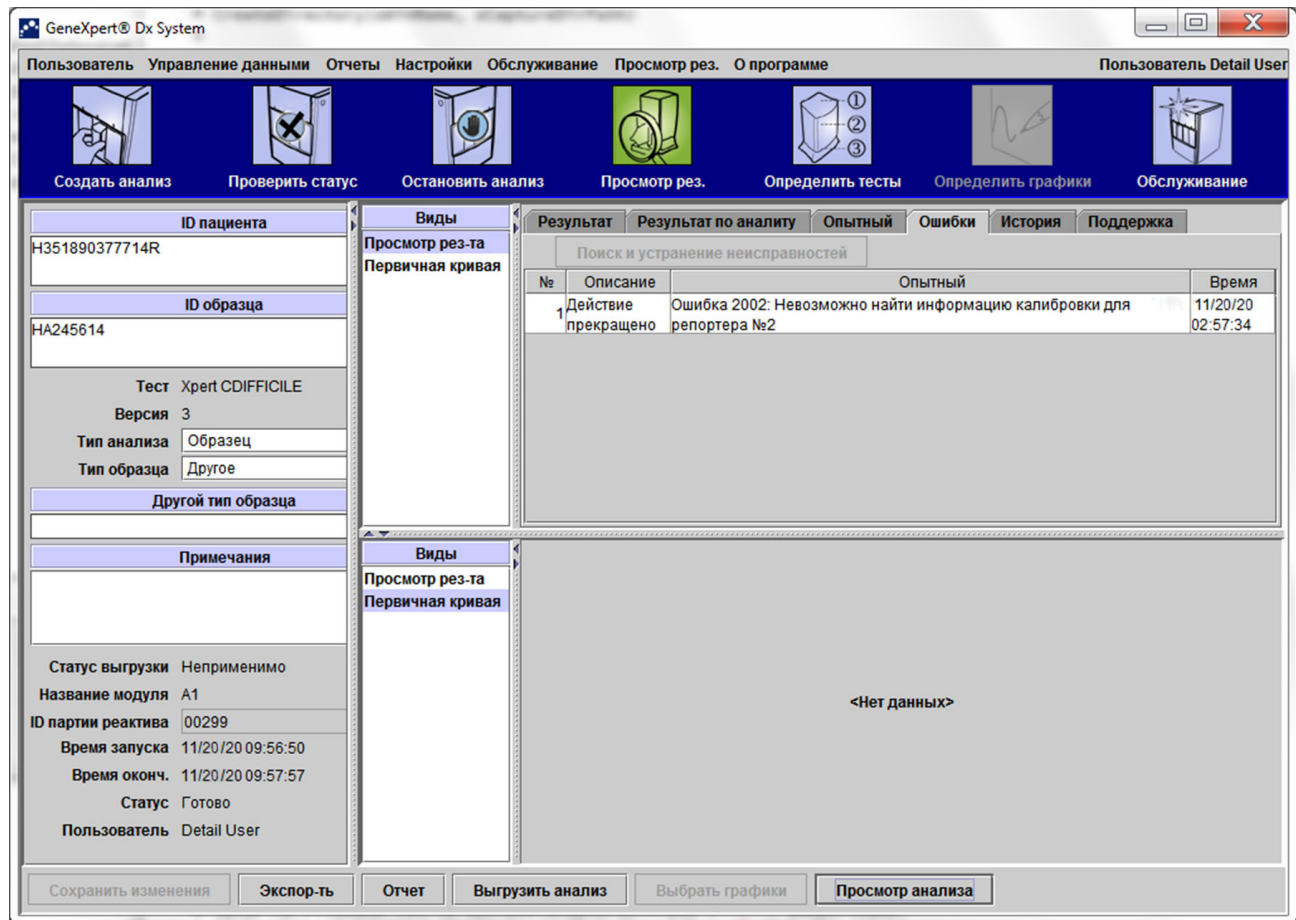 GeneXpert® Dx System
Пользователь Управление данными Отчеты Настройки Обслуживание Просмотр рез. О программе Пользователь Detail User
① ② ③
Создать анализ Проверить статус Остановить анализ Просмотр рез. Определить тесты Определить графики Обслуживание
ID пациента
H351890377714R
ID образца
HA245614
Тест Xpert CDIFFICILE
Версия 3
Тип анализа Образец
Тип образца Другое
Другой тип образца
Примечания
Статус выгрузки Неприменимо
Название модуля A1
ID партии реактива 00299
Время запуска 11/20/20 09:56:50
Время оконч. 11/20/20 09:57:57
Статус Готово
Пользователь Detail User
Виды
Просмотр рез-та
Первичная кривая
Результат Результат по аналиту Опытный Ошибки История Поддержка
Поиск и устранение неисправностей
№ Описание Опытный Время
1 Действие прекращено Ошибка 2002: Невозможно найти информацию калибровки для 11/20/20
репортера №2 02:57:34
Виды
Просмотр рез-та
Первичная кривая
<Нет данных>
Сохранить изменения Экспор-ть Отчет Выгрузить анализ Выбрать графики Просмотр анализа